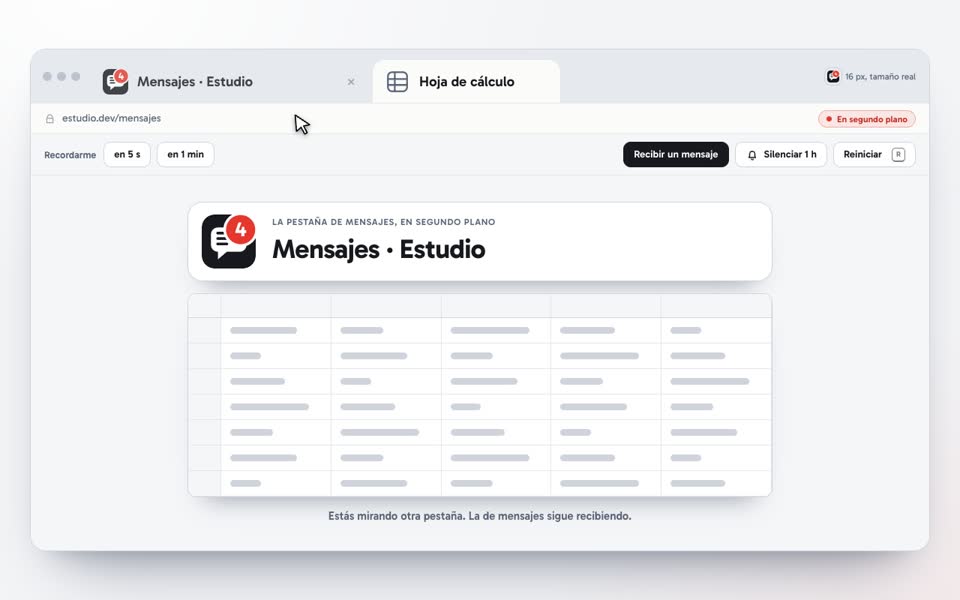 4
Mensajes · Estudio
×
Hoja de cálculo
16 px, tamaño real
estudio.dev/mensajes
En segundo plano
Recordarme
en 5 s
en 1 min
Recibir un mensaje
Silenciar 1 h
Reiniciar
R
4
LA PESTAÑA DE MENSAJES, EN SEGUNDO PLANO
Mensajes · Estudio
Estás mirando otra pestaña. La de mensajes sigue recibiendo.